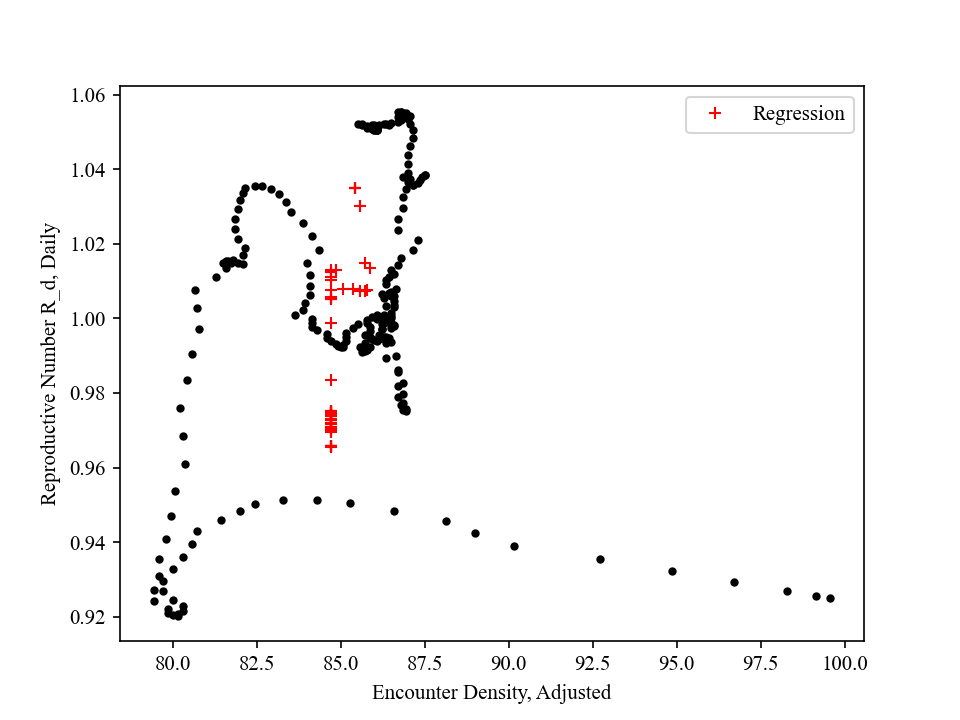 Regression
1.06
1.04
1.02
1.00
0.98
0.96
0.94
0.92
Reproductive Number R_d, Daily
80.0 82.5 85.0 87.5 90.0 92.5 95.0 97.5 100.0
Encounter Density, Adjusted